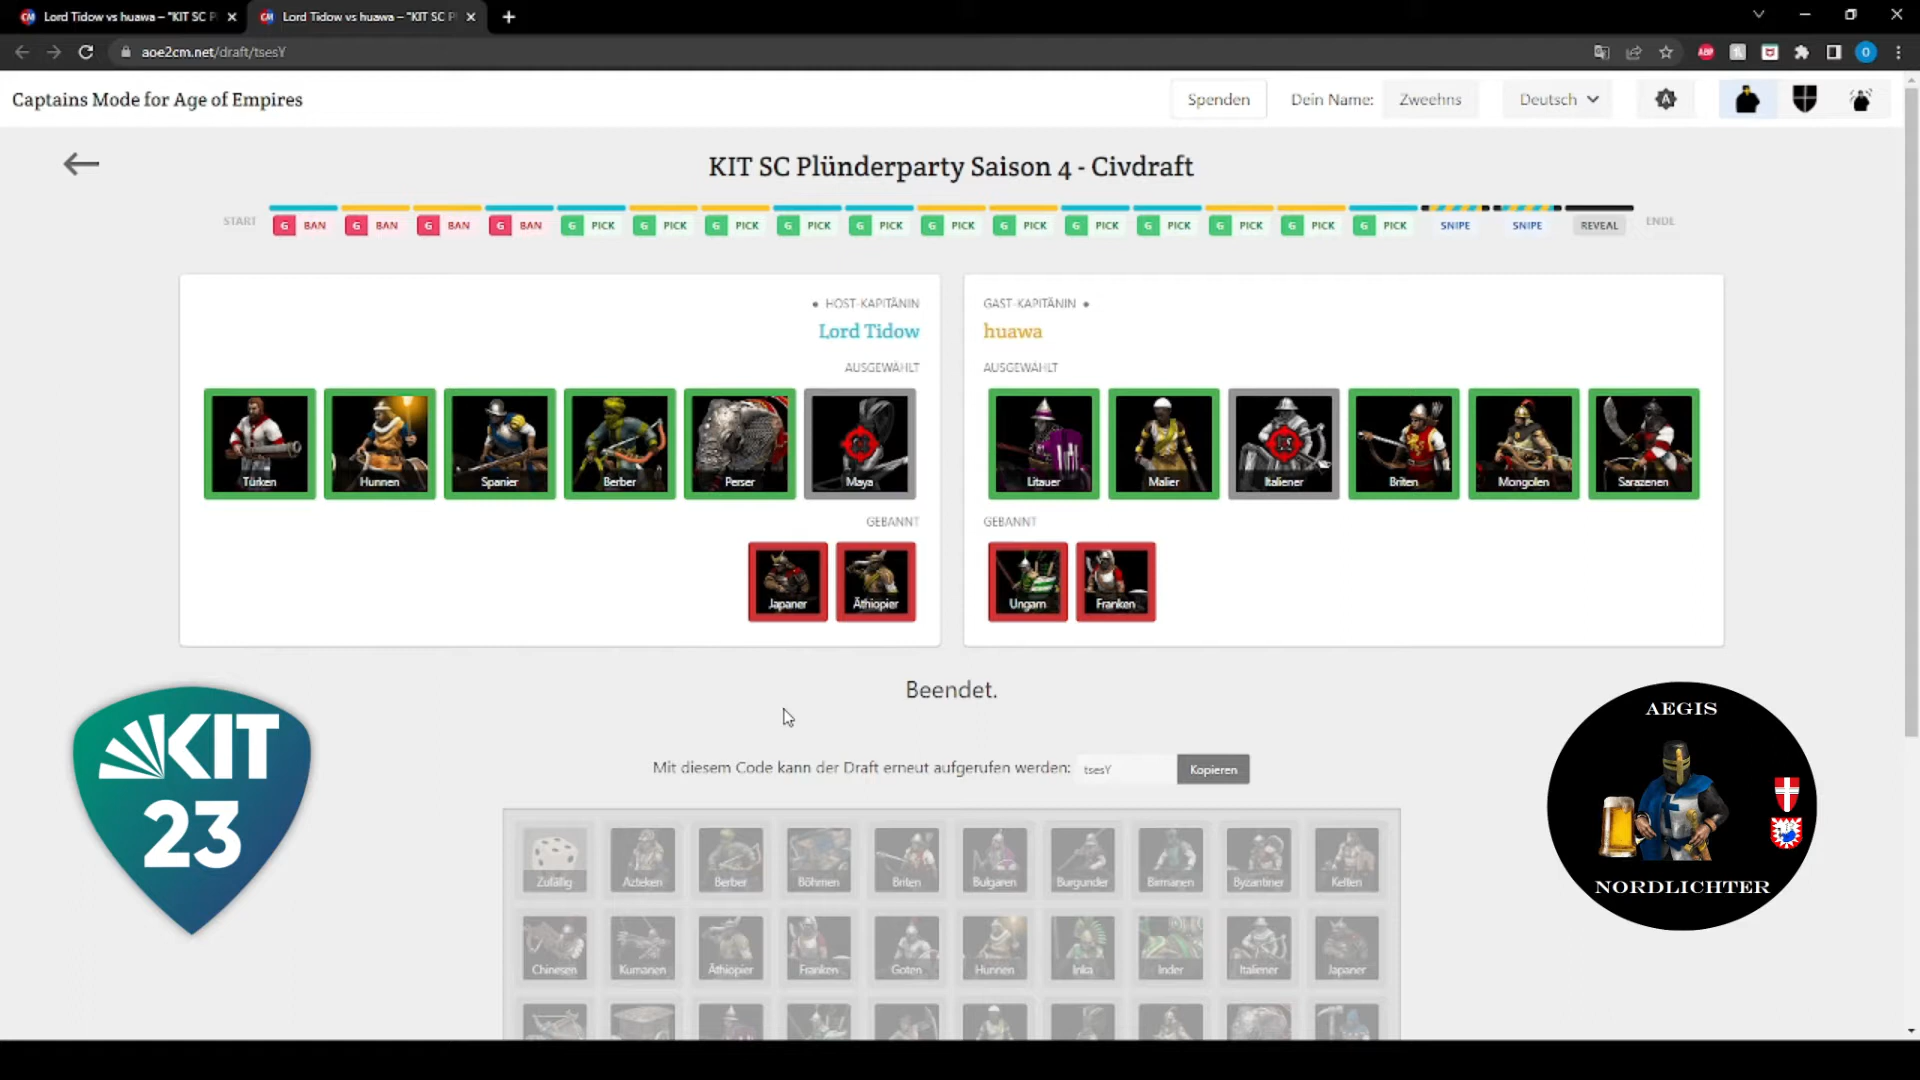 Lord Tidow vs huawa – "KIT SC P
Lord Tidow vs huawa – "KIT SC P
aoe2cm.net/draft/tsesY
ABP
O
Captains Mode for Age of Empires
Spenden
Dein Name:
Zweehns
Deutsch
A
KIT SC Plünderparty Saison 4 - Civdraft
START
G BAN
G BAN
G BAN
G BAN
G PICK
G PICK
G PICK
G PICK
G PICK
G PICK
G PICK
G PICK
G PICK
G PICK
G PICK
G PICK
SNIPE
SNIPE
REVEAL
ENDE
HOST-KAPITÄNIN
Lord Tidow
AUSGEWÄHLT
Türken
Hunnen
Spanier
Berber
Perser
Maya
GEBANNT
Japaner
Äthiopier
GAST-KAPITÄNIN
huawa
AUSGEWÄHLT
Litauer
Malier
Italiener
Briten
Mongolen
Sarazenen
GEBANNT
Ungarn
Franken
Beendet.
Mit diesem Code kann der Draft erneut aufgerufen werden:
tsesY
Kopieren
KIT
23
AEGIS
NORDLICHTER
Zufällig
Azteken
Berber
Böhmen
Briten
Bulgaren
Burgunder
Birmanen
Byzantiner
Kelten
Chinesen
Kumanen
Äthiopier
Franken
Goten
Hunnen
Inka
Inder
Italiener
Japaner